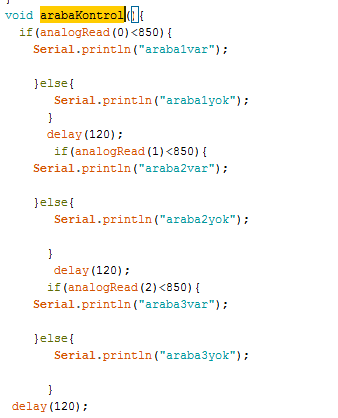 void arabaKontrol(){
if(analogRead(0)<850){
Serial.println("araba1var");
}else{
Serial.println("araba1yok");
}
delay(120);
if(analogRead(1)<850){
Serial.println("araba2var");
}else{
Serial.println("araba2yok");
}
delay(120);
if(analogRead(2)<850){
Serial.println("araba3var");
}else{
Serial.println("araba3yok");
}
delay(120);